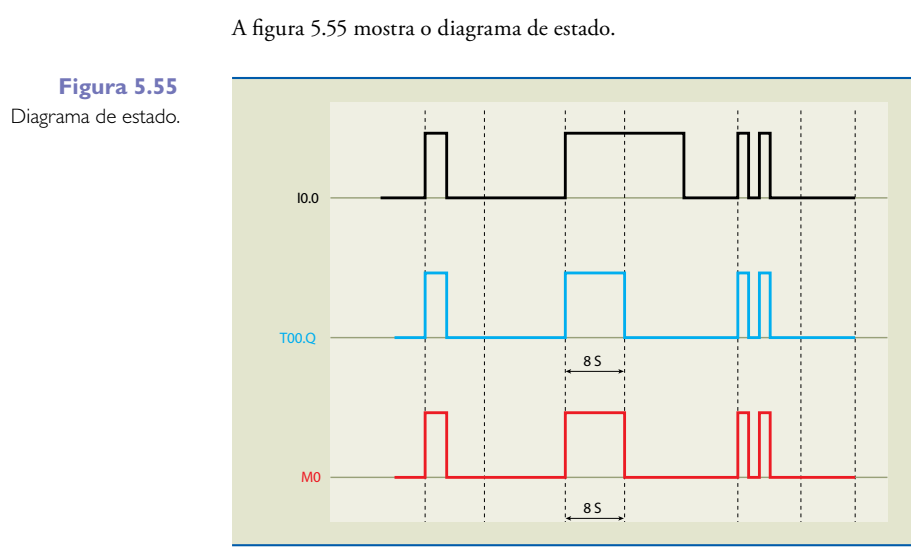 A figura 5.55 mostra o diagrama de estado.
Figura 5.55
Diagrama de estado.
I0.0
T00.Q
8 S
M0
8 S